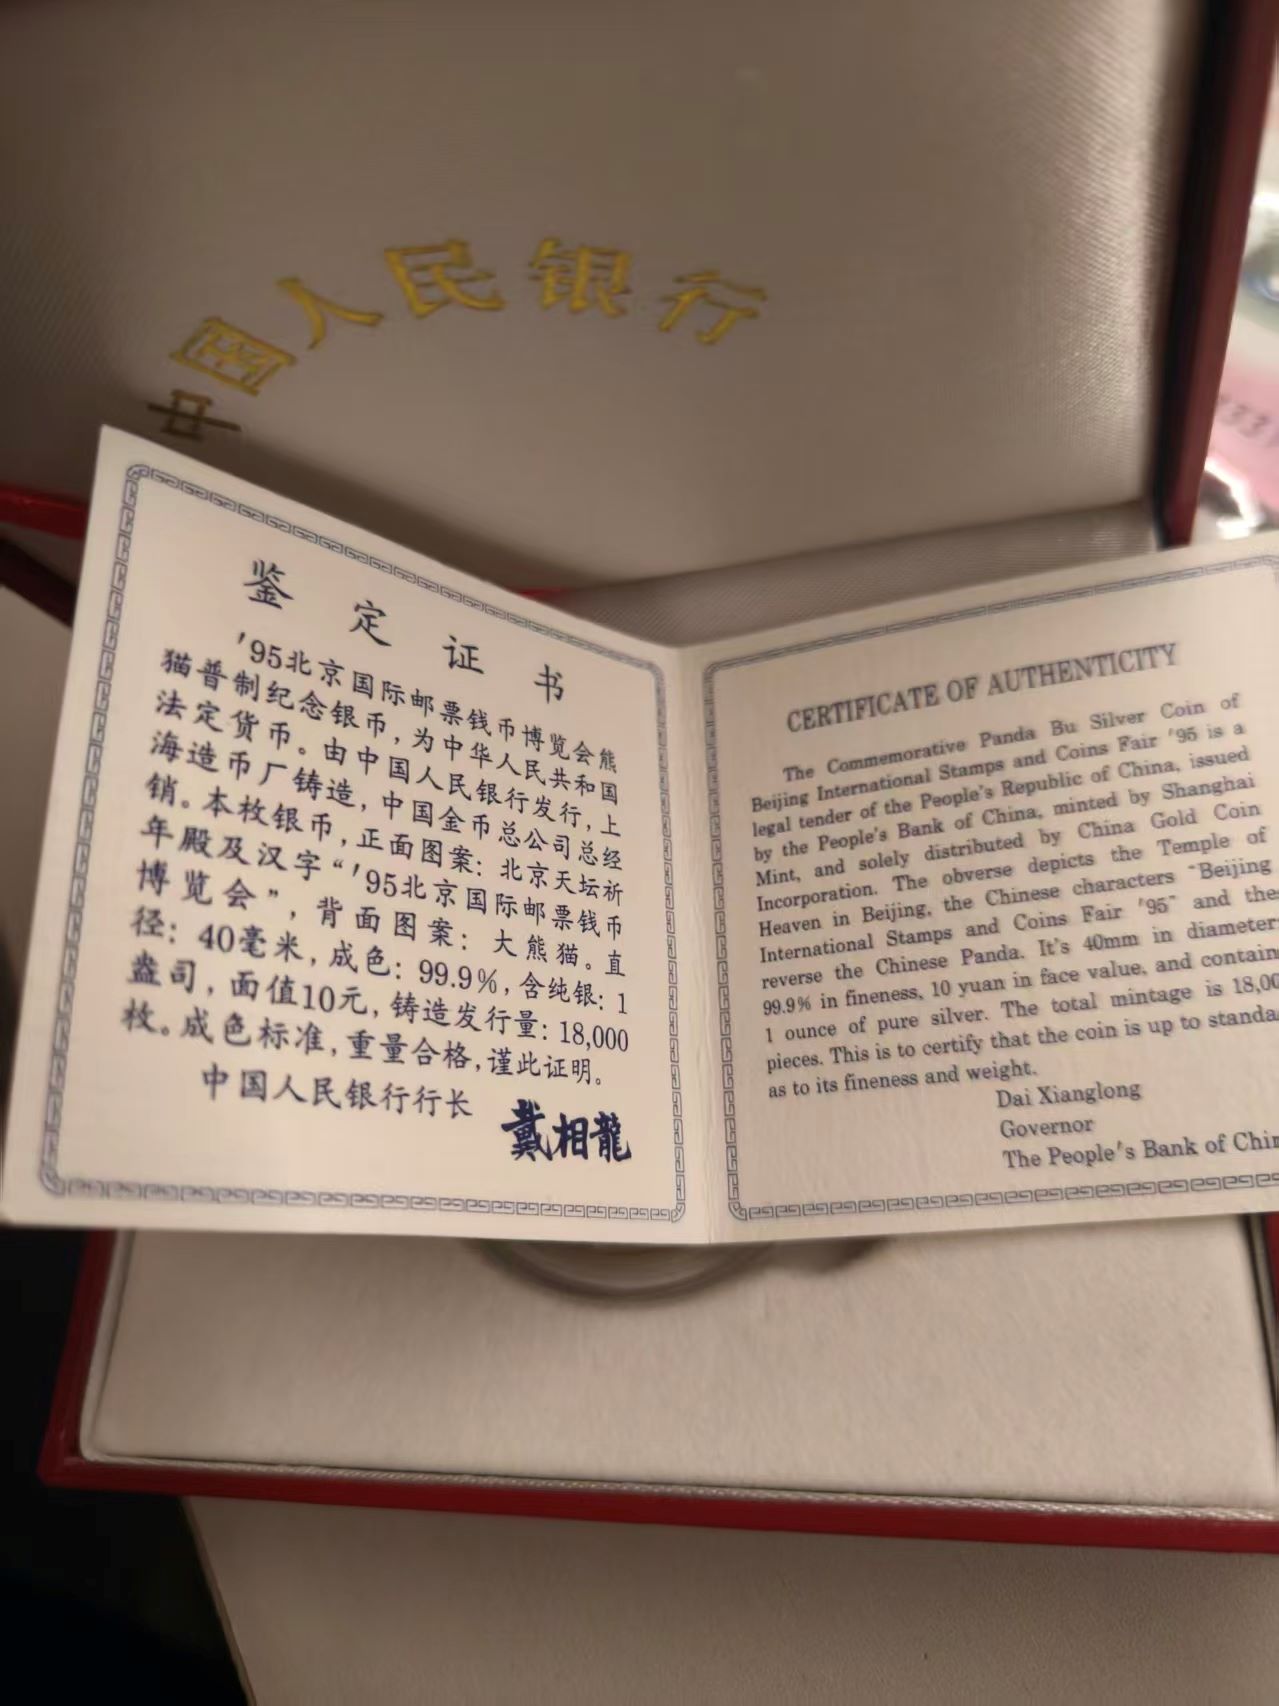 中国人民银行
鉴定证书
'95北京国际邮票钱币博览会熊
猫普制纪念银币，为中华人民共和国
法定货币。由中国人民银行发行，上
海造币厂铸造，中国金币总公司总经
销。本枚银币，正面图案：北京天坛祈
年殿及汉字“'95北京国际邮票钱币
博览会”，背面图案：大熊猫。直
径：40毫米，成色：99.9%，含纯银：1
盎司，面值10元，铸造发行量：18,000
枚。成色标准，重量合格，谨此证明。
中国人民银行行长
戴相龍
CERTIFICATE OF AUTHENTICITY
The Commemorative Panda Bu Silver Coin of
Beijing International Stamps and Coins Fair '95 is a
legal tender of the People's Republic of China, issued
by the People's Bank of China, minted by Shanghai
Mint, and solely distributed by China Gold Coin
Incorporation. The obverse depicts the Temple of
Heaven in Beijing, the Chinese characters "Beijing
International Stamps and Coins Fair '95" and the
reverse the Chinese Panda. It's 40mm in diameter,
99.9% in fineness, 10 yuan in face value, and contain
1 ounce of pure silver. The total mintage is 18,00
pieces. This is to certify that the coin is up to standa
as to its fineness and weight.
Dai Xianglong
Governor
The People's Bank of Chin